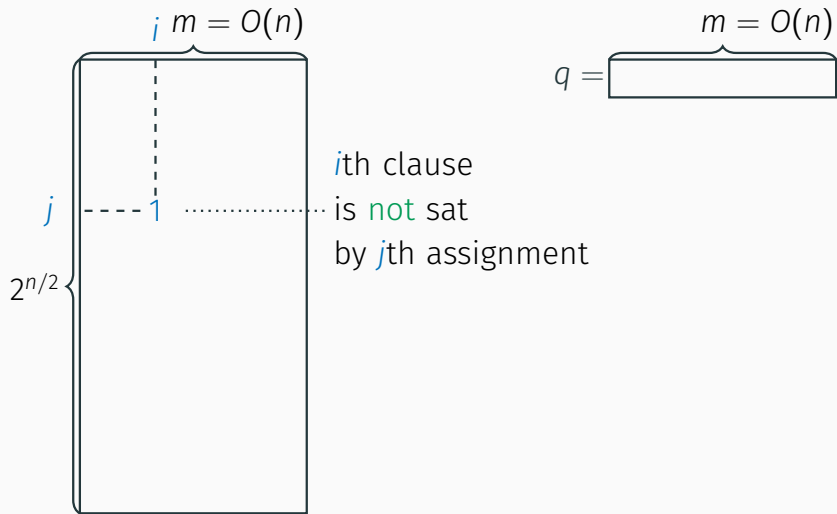 i m = O(n)
m = O(n)
q =
ith clause
j 1 is not sat
by jth assignment
2^{n/2}